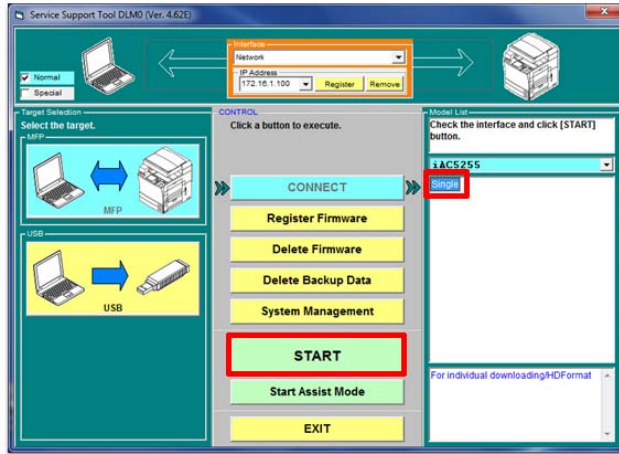 Service Support Tool DLM0 (Ver. 4.62E)
Interface
Network
IP Address
172.16.1.100
Register
Remove
Normal
Special
Target Selection
Select the target.
MFP
MFP
USB
USB
CONTROL
Click a button to execute.
CONNECT
Register Firmware
Delete Firmware
Delete Backup Data
System Management
START
Start Assist Mode
EXIT
Model List
Check the interface and click [START]
button.
iAC5255
Single
For individual downloading/HDFormat